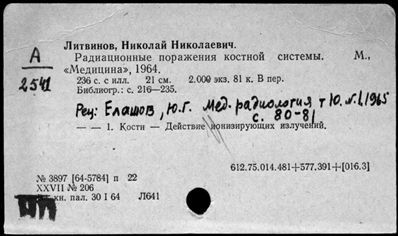 Литвинов, Николай Николаевич.
Радиационные поражения костной системы. М.,
«Медицина», 1964.
А
2541
236 с. с илл. 21 см. 2.000 экз. 81 к. В пер.
Библиогр.: с. 216—235.
Рец: Елашов, Ю.Г. Мед. радиология т 10. №1, 1965
с. 80-81
— — 1. Кости — Действие ионизирующих излучений.
612.75.014.481+577.391+[016.3]
№ 3897 [64-5784] п 22
XXVII № 206
кн. пал. 30 I 64 Л641